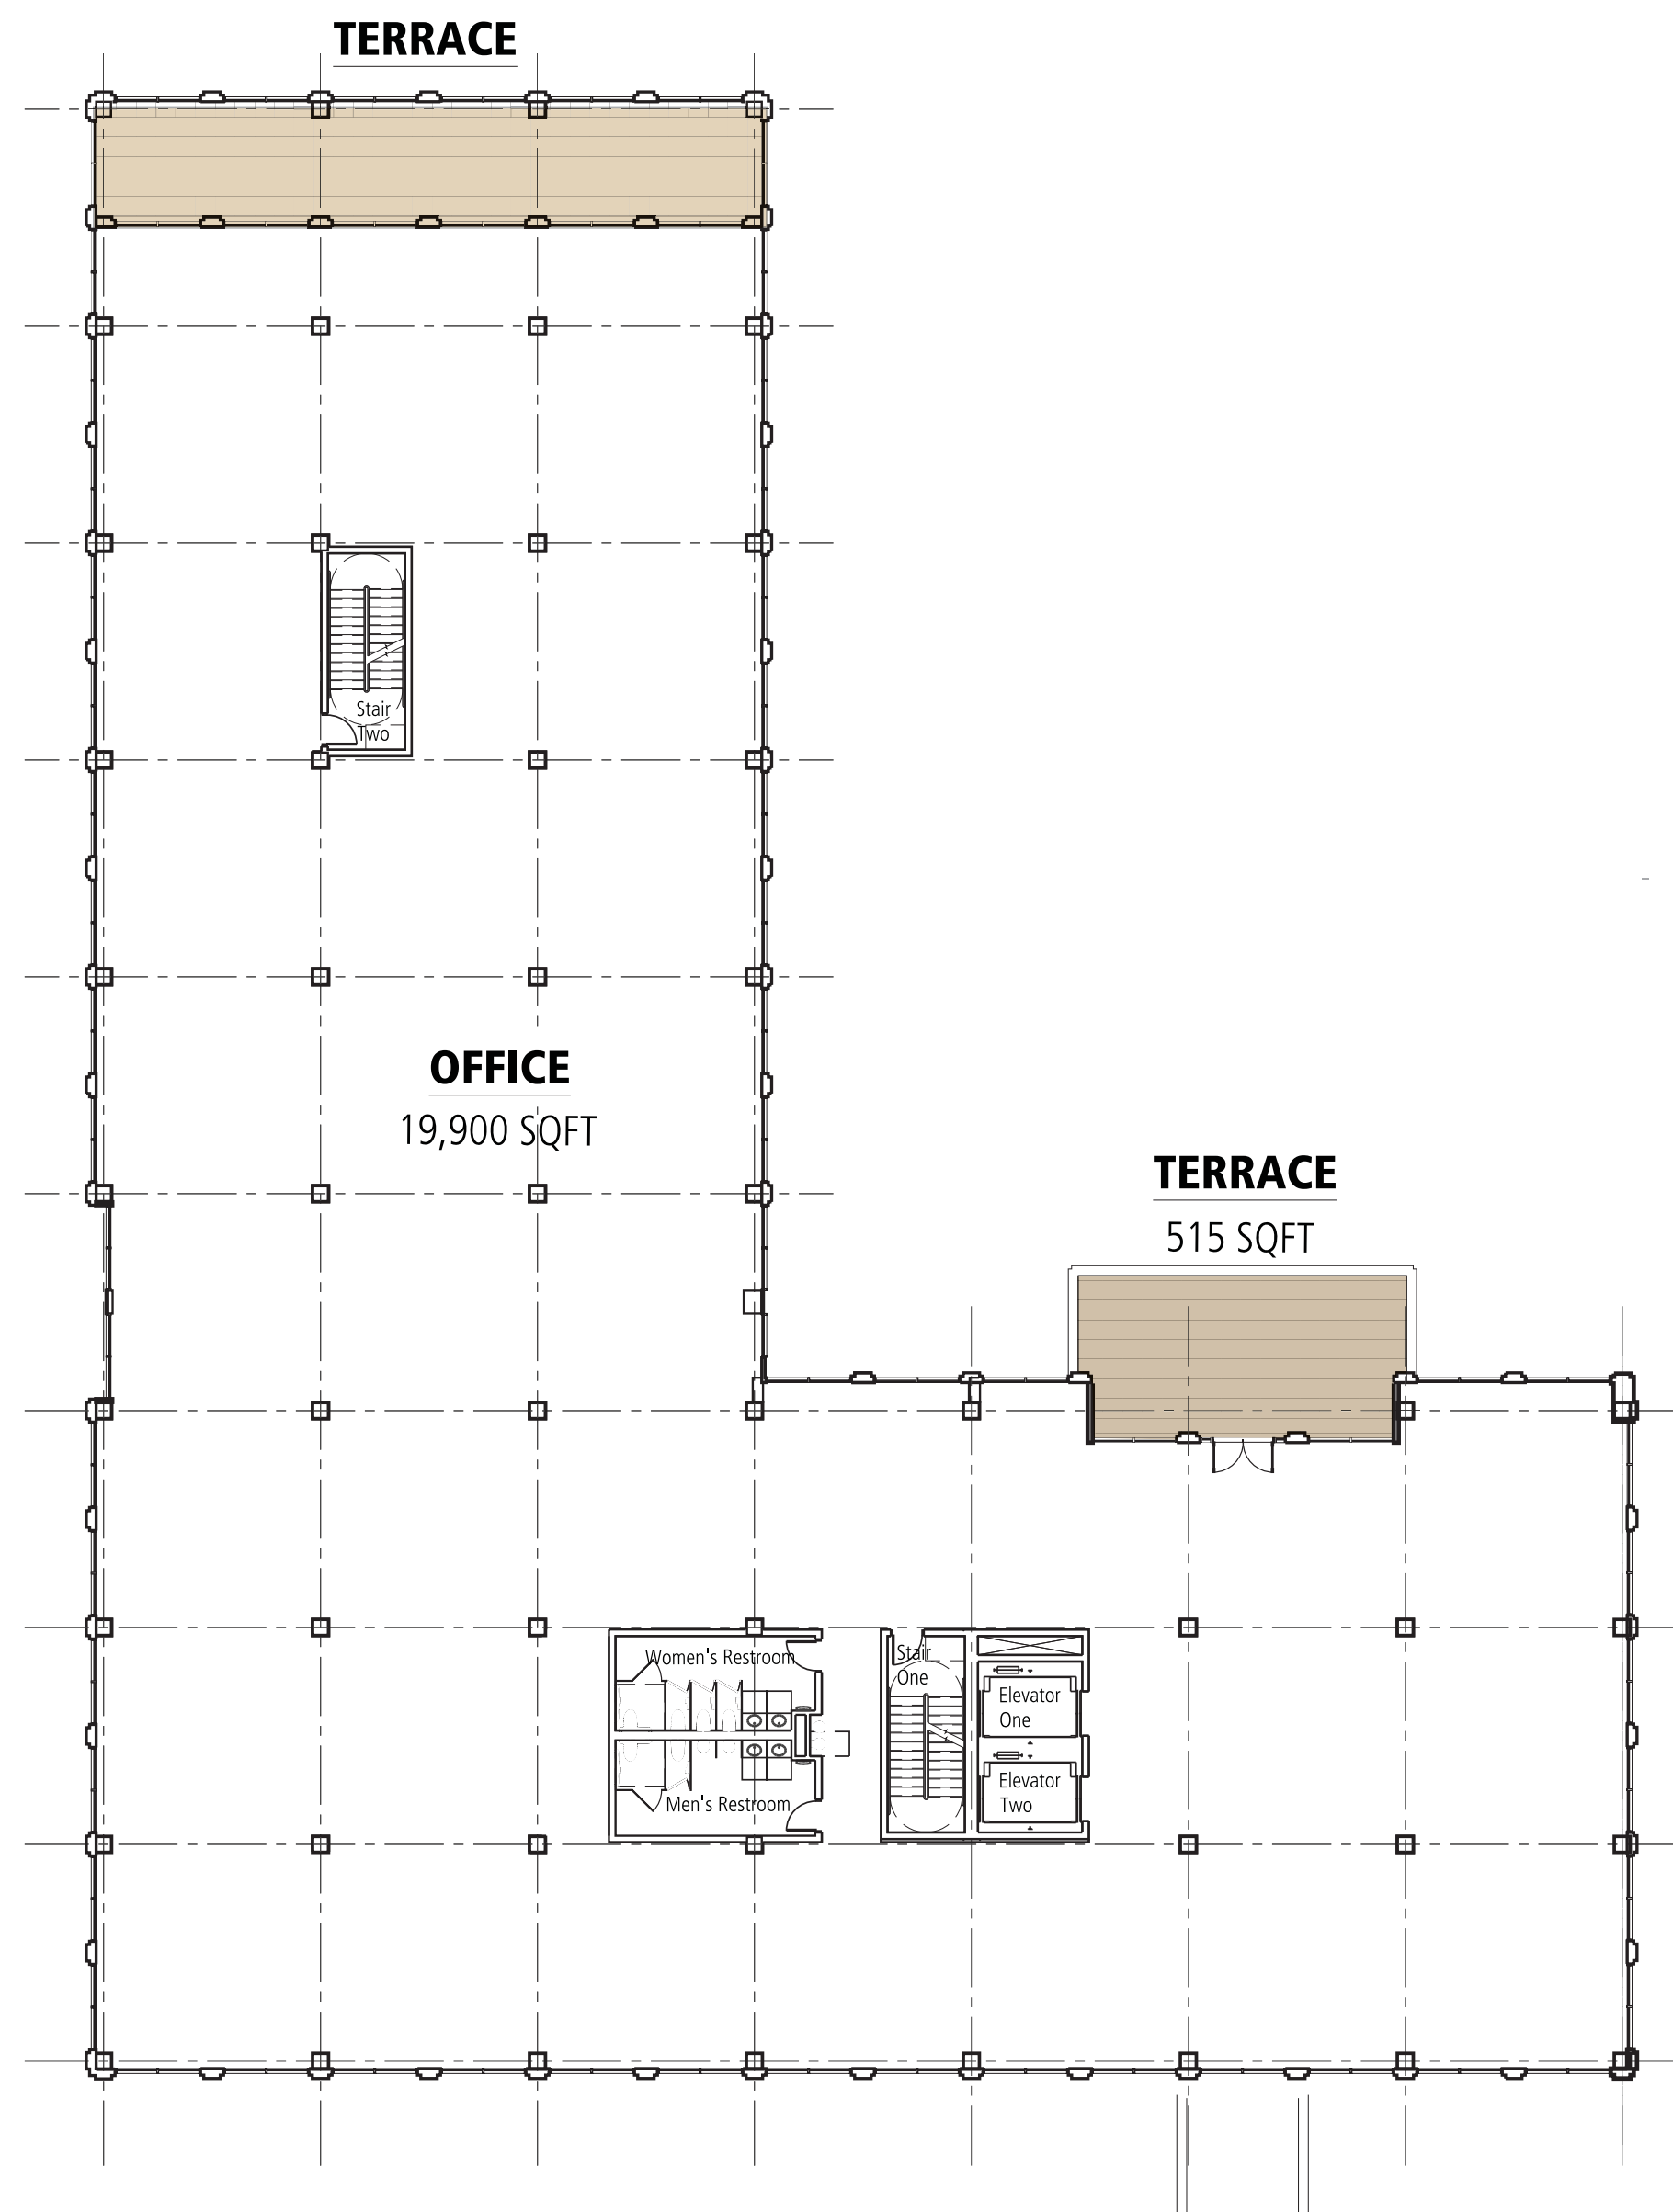 TERRACE
Stair
Two
OFFICE
19,900 SQFT
TERRACE
515 SQFT
Women's Restroom
Men's Restroom
Stair
One
Elevator
One
Elevator
Two